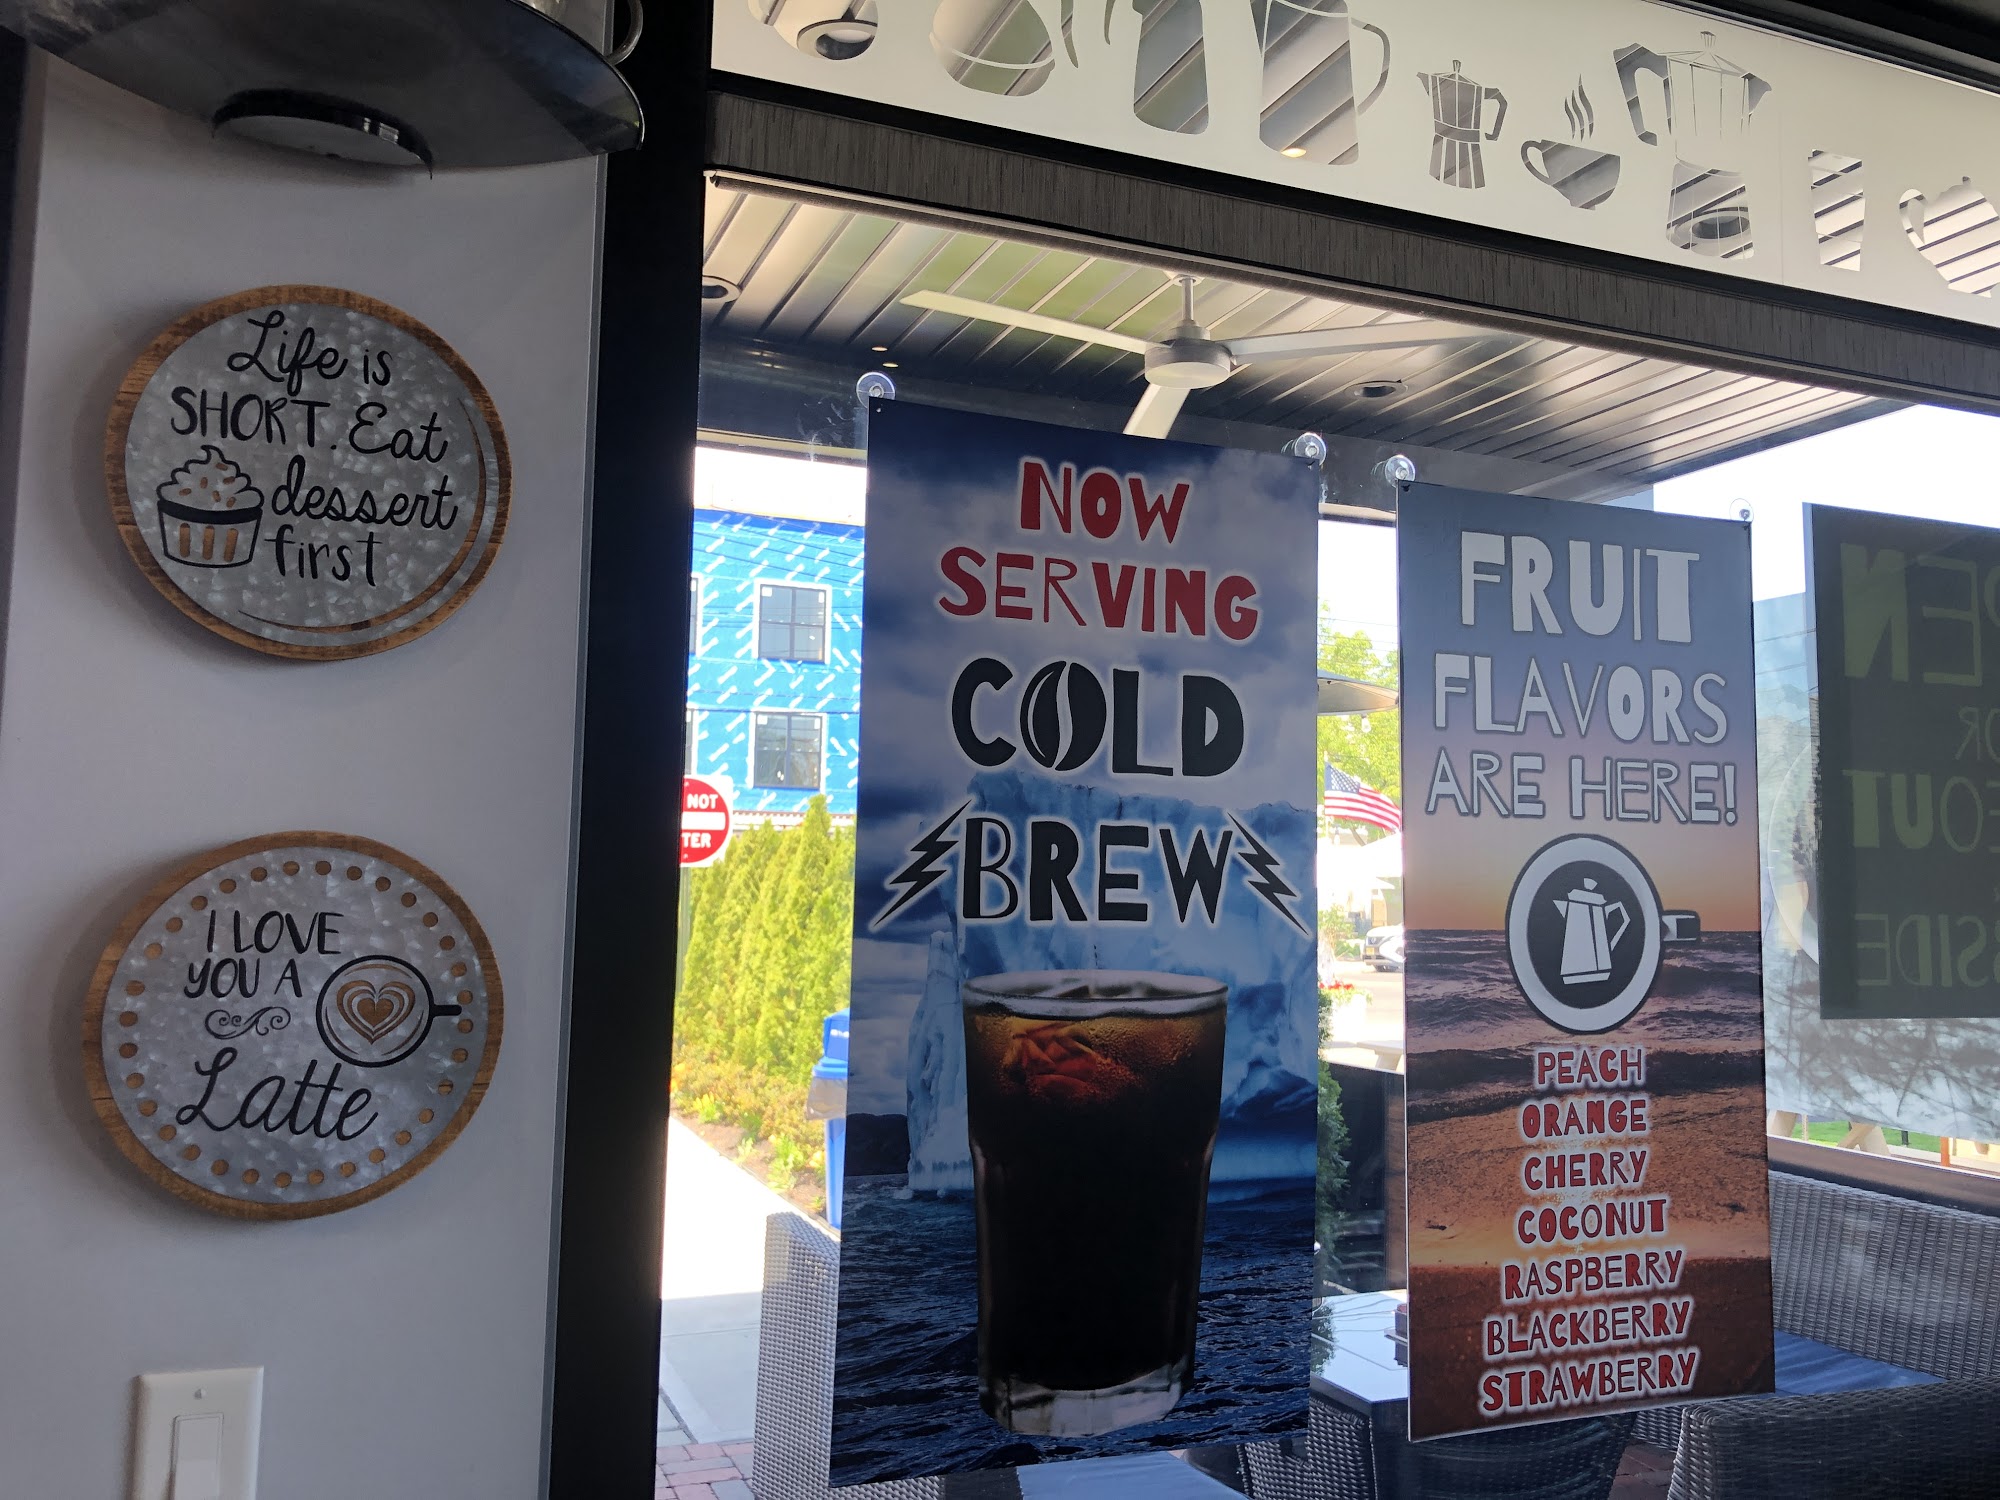 Life is
SHORT. Eat
dessert
first
I LOVE
YOU A
Latte
NOW
SERVING
COLD
BREW
FRUIT
FLAVORS
ARE HERE!
PEACH
ORANGE
CHERRY
COCONUT
RASPBERRY
BLACKBERRY
STRAWBERRY
NOT